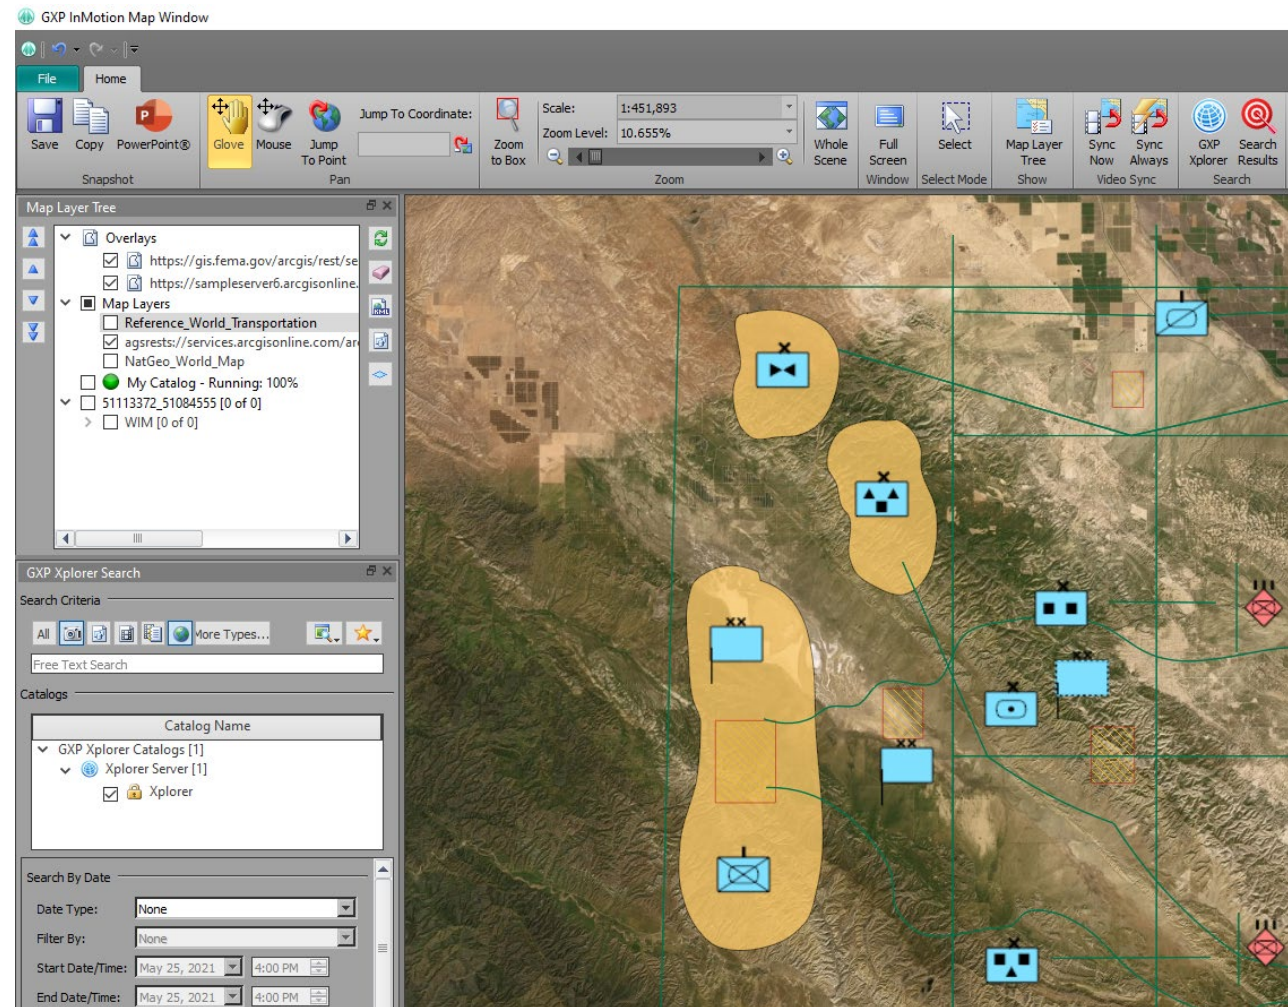 GXP InMotion Map Window
File
Home
Save
Copy
PowerPoint®
Snapshot
Glove
Mouse
Jump
To Point
Jump To Coordinate:
Pan
Zoom
to Box
Scale:
1:451,893
Zoom Level:
10.655%
Zoom
Whole
Scene
Full
Screen
Window
Select
Select Mode
Map Layer
Tree
Show
Sync
Now
Sync
Always
Video Sync
GXP
Xplorer
Search
Results
Search
Map Layer Tree
Overlays
https://gis.fema.gov/arcgis/rest/se
https://sampleserver6.arcgisonline.
Map Layers
Reference_World_Transportation
agsrests://services.arcgisonline.com/arc
NatGeo_World_Map
My Catalog - Running: 100%
51113372_51084555 [0 of 0]
WIM [0 of 0]
KML
GXP Xplorer Search
Search Criteria
All
More Types...
Free Text Search
Catalogs
Catalog Name
GXP Xplorer Catalogs [1]
Xplorer Server [1]
Xplorer
Search By Date
Date Type:
None
Filter By:
None
Start Date/Time:
May 25, 2021
4:00 PM
End Date/Time:
May 25, 2021
4:00 PM